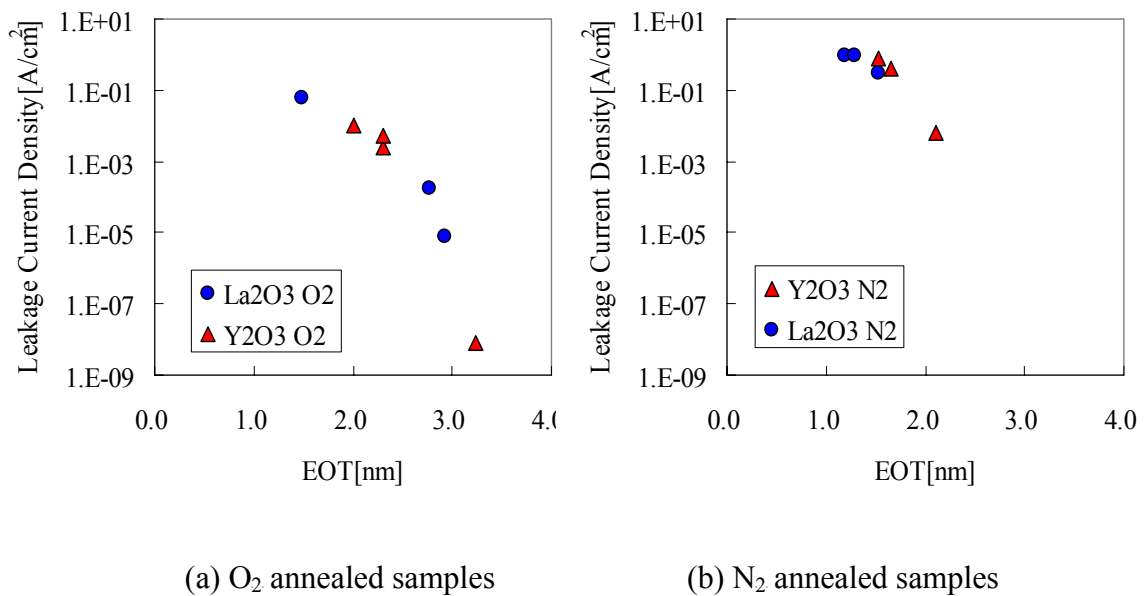 Leakage Current Density[A/cm2]
1.E+01
1.E-01
1.E-03
1.E-05
1.E-07
1.E-09
La2O3 O2
Y2O3 O2
0.0 1.0 2.0 3.0 4.0
EOT[nm]
(a) O2 annealed samples
Leakage Current Density[A/cm2]
1.E+01
1.E-01
1.E-03
1.E-05
1.E-07
1.E-09
Y2O3 N2
La2O3 N2
0.0 1.0 2.0 3.0 4.0
EOT[nm]
(b) N2 annealed samples